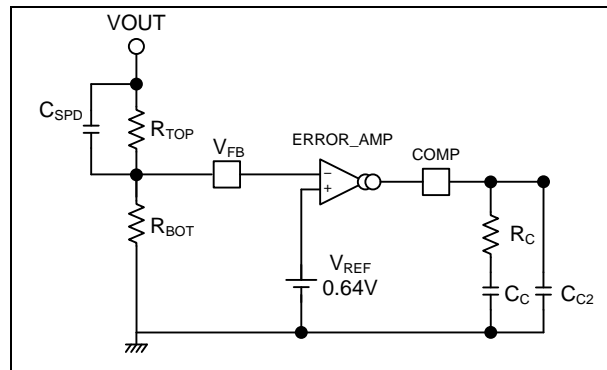 VOUT
CSPD
RTOP
VFB
ERROR_AMP
COMP
−
+
RBOT
RC
VREF
0.64V
CC
CC2